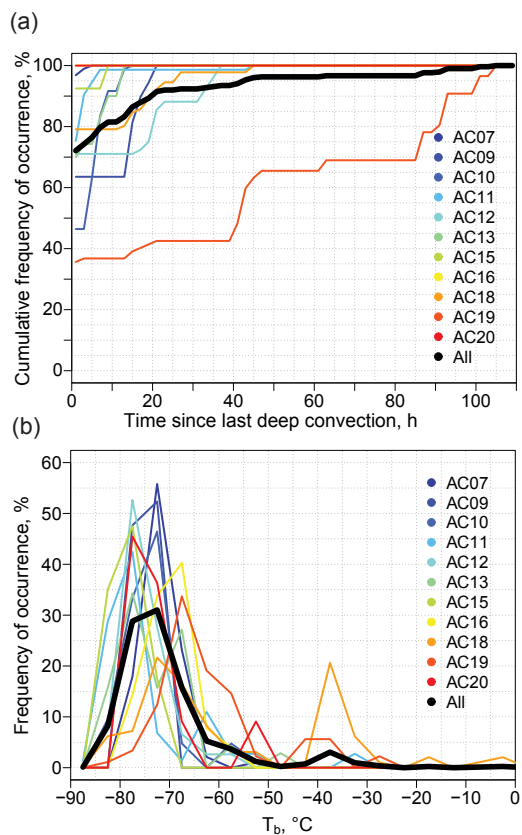 (a)
Cumulative frequency of occurrence, %
100
80
60
40
20
0
AC07
AC09
AC10
AC11
AC12
AC13
AC15
AC16
AC18
AC19
AC20
All
0 20 40 60 80 100
Time since last deep convection, h
(b)
Frequency of occurrence, %
60
50
40
30
20
10
0
AC07
AC09
AC10
AC11
AC12
AC13
AC15
AC16
AC18
AC19
AC20
All
−90 −80 −70 −60 −50 −40 −30 −20 −10 0
Tb, °C